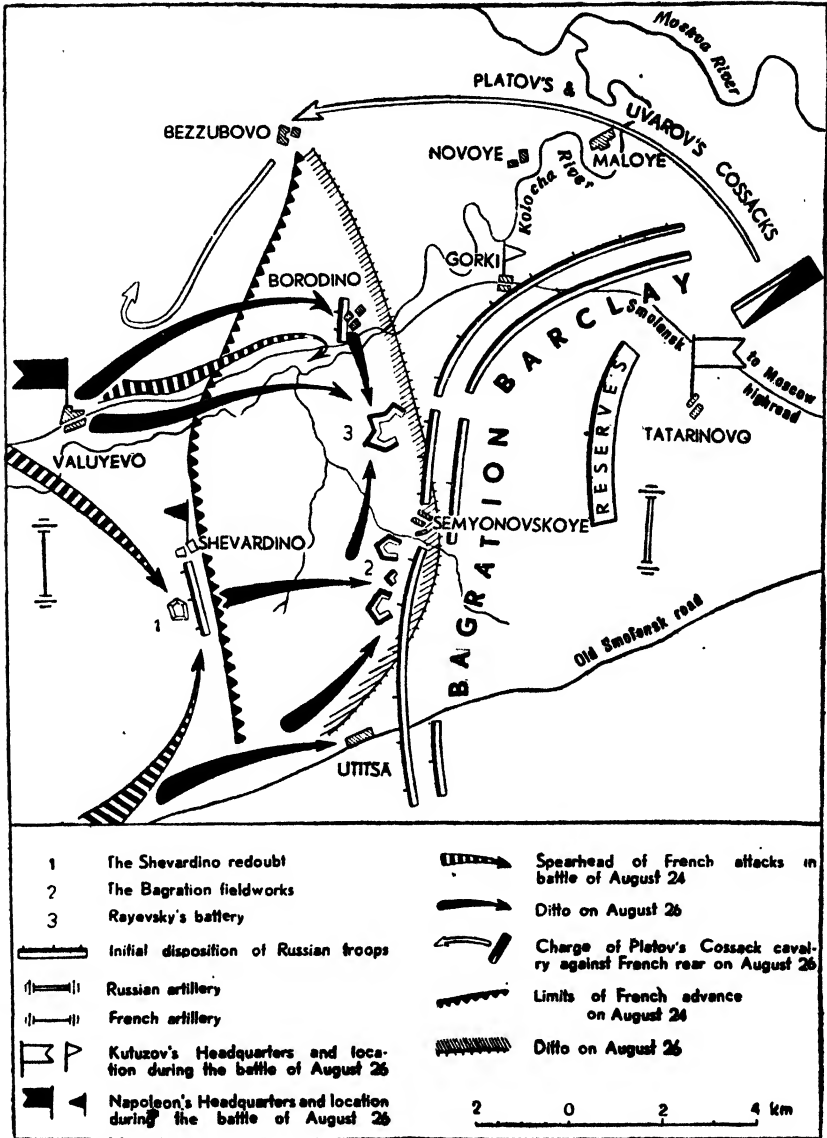 Moskva River
PLATOV'S & UVAROV'S COSSACKS
BEZZUBOVO
NOVOYE
MALOYE
Kolocha River
GORKI
BORODINO
BARCLAY
Smolensk
to Moscow
highroad
VALUYEVO
3
RESERVE'S
TATARINOVO
SEMYONOVSKOYE
SHEVARDINO
2
1
BAGRATION
Old Smolensk road
UTITSA
1 The Shevardino redoubt
2 The Bagration fieldworks
3 Rayevsky's battery
Initial disposition of Russian troops
Russian artillery
French artillery
Kutuzov's Headquarters and loca-
tion during the battle of August 26
Napoleon's Headquarters and location
during the battle of August 26
Spearhead of French attacks in
battle of August 24
Ditto on August 26
Charge of Platov's Cossack caval-
ry against French rear on August 26
Limits of French advance
on August 24
Ditto on August 26
2 0 2 4 km